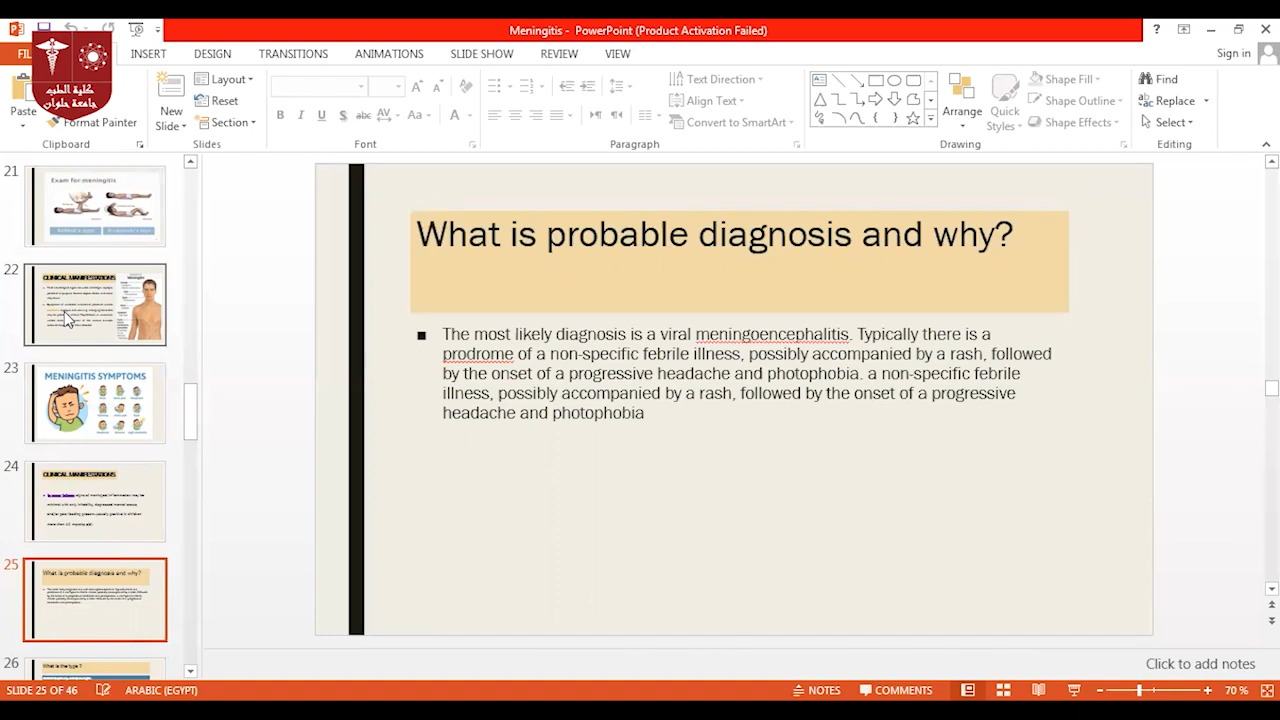 Meningitis - PowerPoint (Product Activation Failed)
INSERT
DESIGN
TRANSITIONS
ANIMATIONS
SLIDE SHOW
REVIEW
VIEW
Sign in
كلية الطب
جامعة حلوان
Paste
Format Painter
Clipboard
New
Slide
Layout
Reset
Section
Slides
Font
Text Direction
Align Text
Convert to SmartArt
Paragraph
Arrange
Quick
Styles
Shape Fill
Shape Outline
Shape Effects
Drawing
Find
Replace
Select
Editing
21
Exam for meningitis
22
CLINICAL MANIFESTATIONS
23
MENINGITIS SYMPTOMS
24
CLINICAL MANIFESTATIONS
25
What is probable diagnosis and why?
26
What is the type ?
What is probable diagnosis and why?
■ The most likely diagnosis is a viral meningoencephalitis. Typically there is a
prodrome of a non-specific febrile illness, possibly accompanied by a rash, followed
by the onset of a progressive headache and phophobia. a non-specific febrile
illness, possibly accompanied by a rash, followed by the onset of a progressive
headache and photophobia
Click to add notes
SLIDE 25 OF 46
ARABIC (EGYPT)
NOTES
COMMENTS
70 %